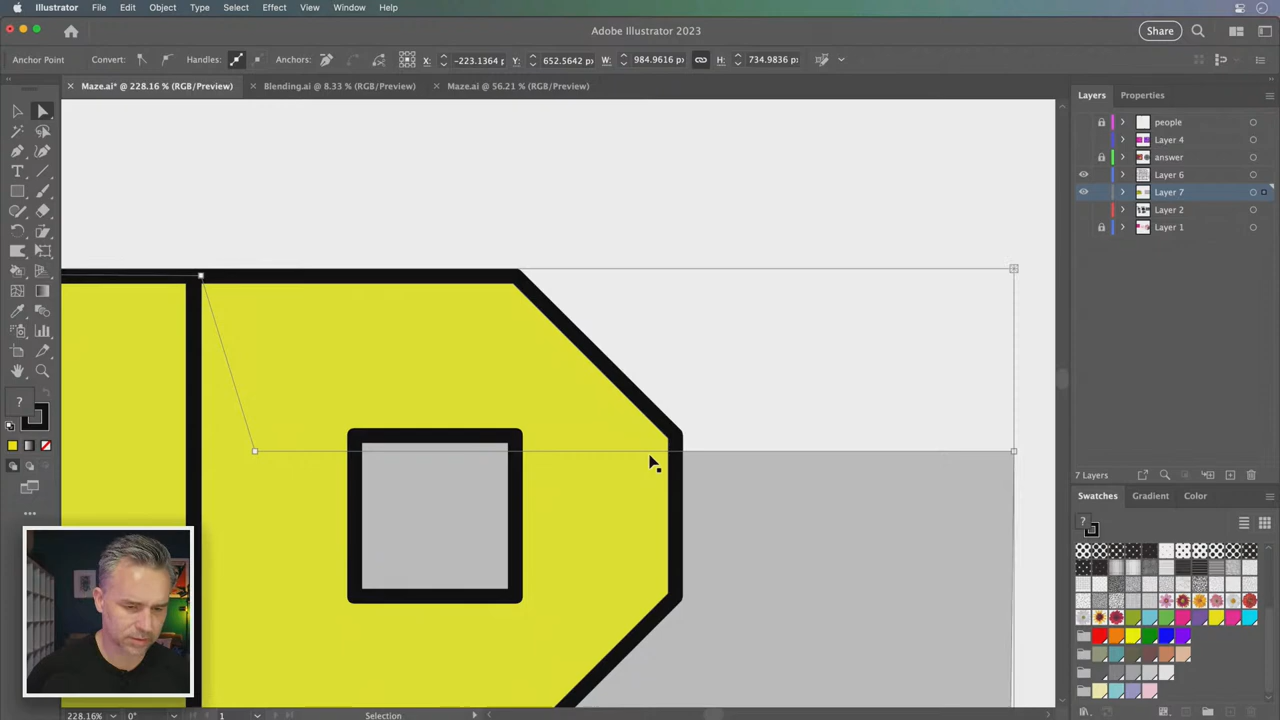 Illustrator File Edit Object Type Select Effect View Window Help
Adobe Illustrator 2023
Share
Anchor Point Convert: Handles: Anchors: X: -223.1364 p Y: 652.5642 p W: 984.9616 px H: 734.9836 px
Maze.ai* @ 228.16 % (RGB/Preview) Blending.ai @ 8.33 % (RGB/Preview) Maze.ai @ 56.21 % (RGB/Preview)
Layers Properties
people
Layer 4
answer
Layer 6
Layer 7
Layer 2
Layer 1
7 Layers
Swatches Gradient Color
?
?
228.16% 0° 1 Selection